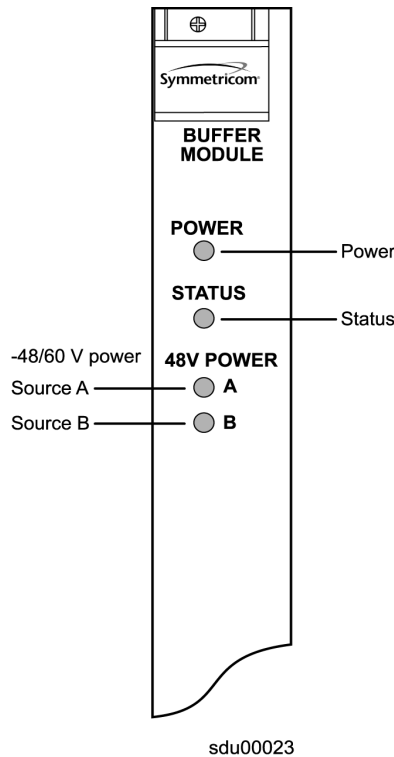 Symmetricom
BUFFER
MODULE
POWER
Power
STATUS
Status
-48/60 V power
48V POWER
Source A
A
Source B
B
sdu00023